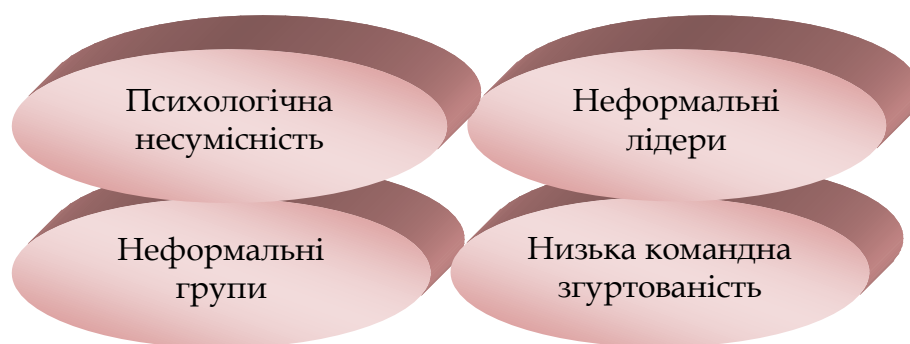 Психологічна
несумісність
Неформальні
лідери
Неформальні
групи
Низька командна
згуртованість